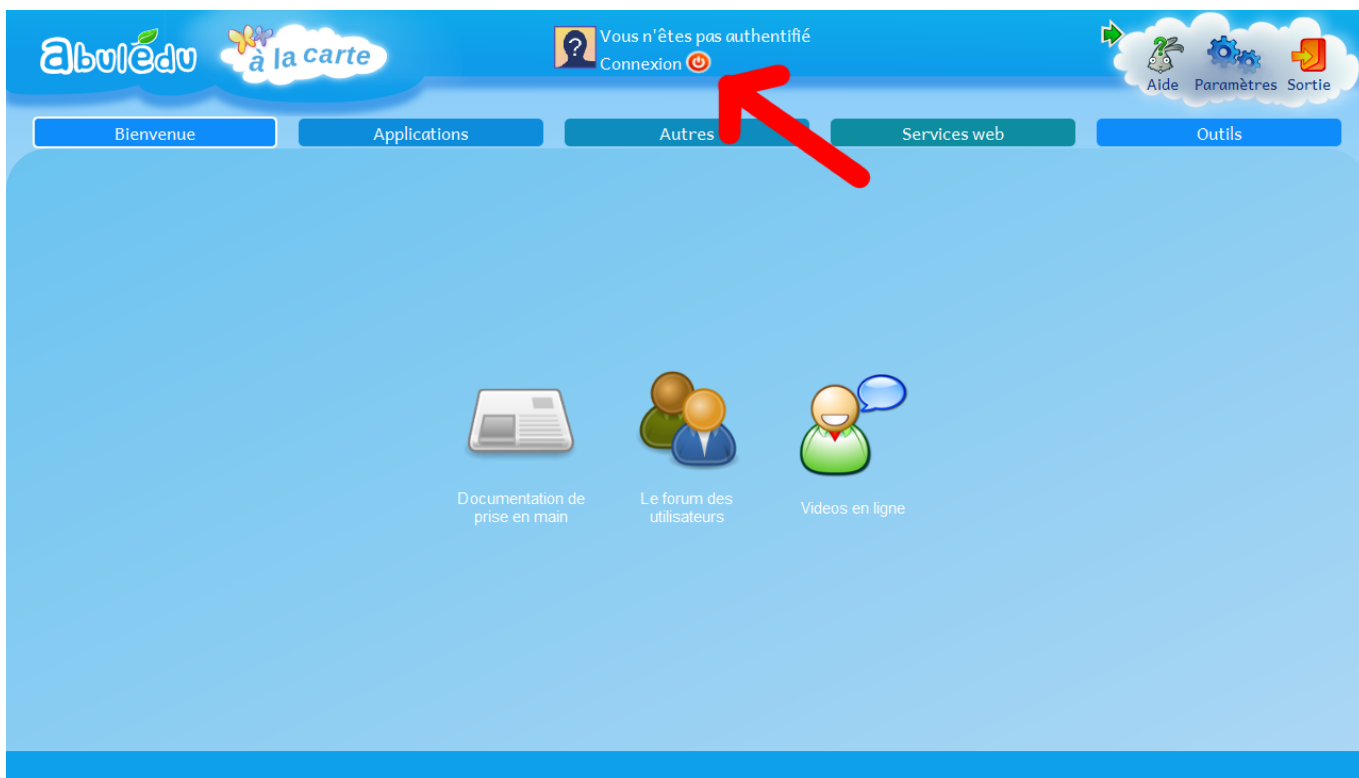 abulédu
à la carte
Vous n'êtes pas authentifié
Connexion
Aide Paramètres Sortie
Bienvenue
Applications
Autres
Services web
Outils
Documentation de
prise en main
Le forum des
utilisateurs
Videos en ligne